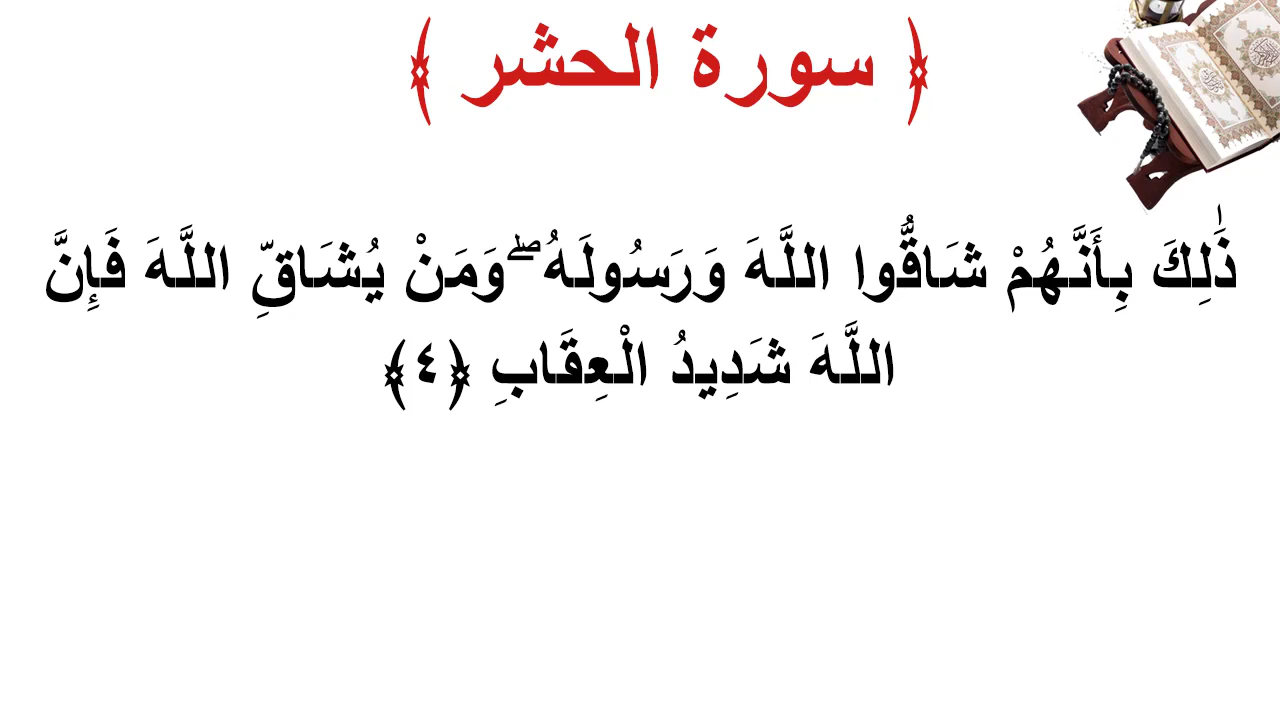 ﴿ سورة الحشر ﴾
ذَٰلِكَ بِأَنَّهُمْ شَاقُّوا اللَّهَ وَرَسُولَهُ ۖ وَمَنْ يُشَاقِّ اللَّهَ فَإِنَّ
اللَّهَ شَدِيدُ الْعِقَابِ ﴿٤﴾